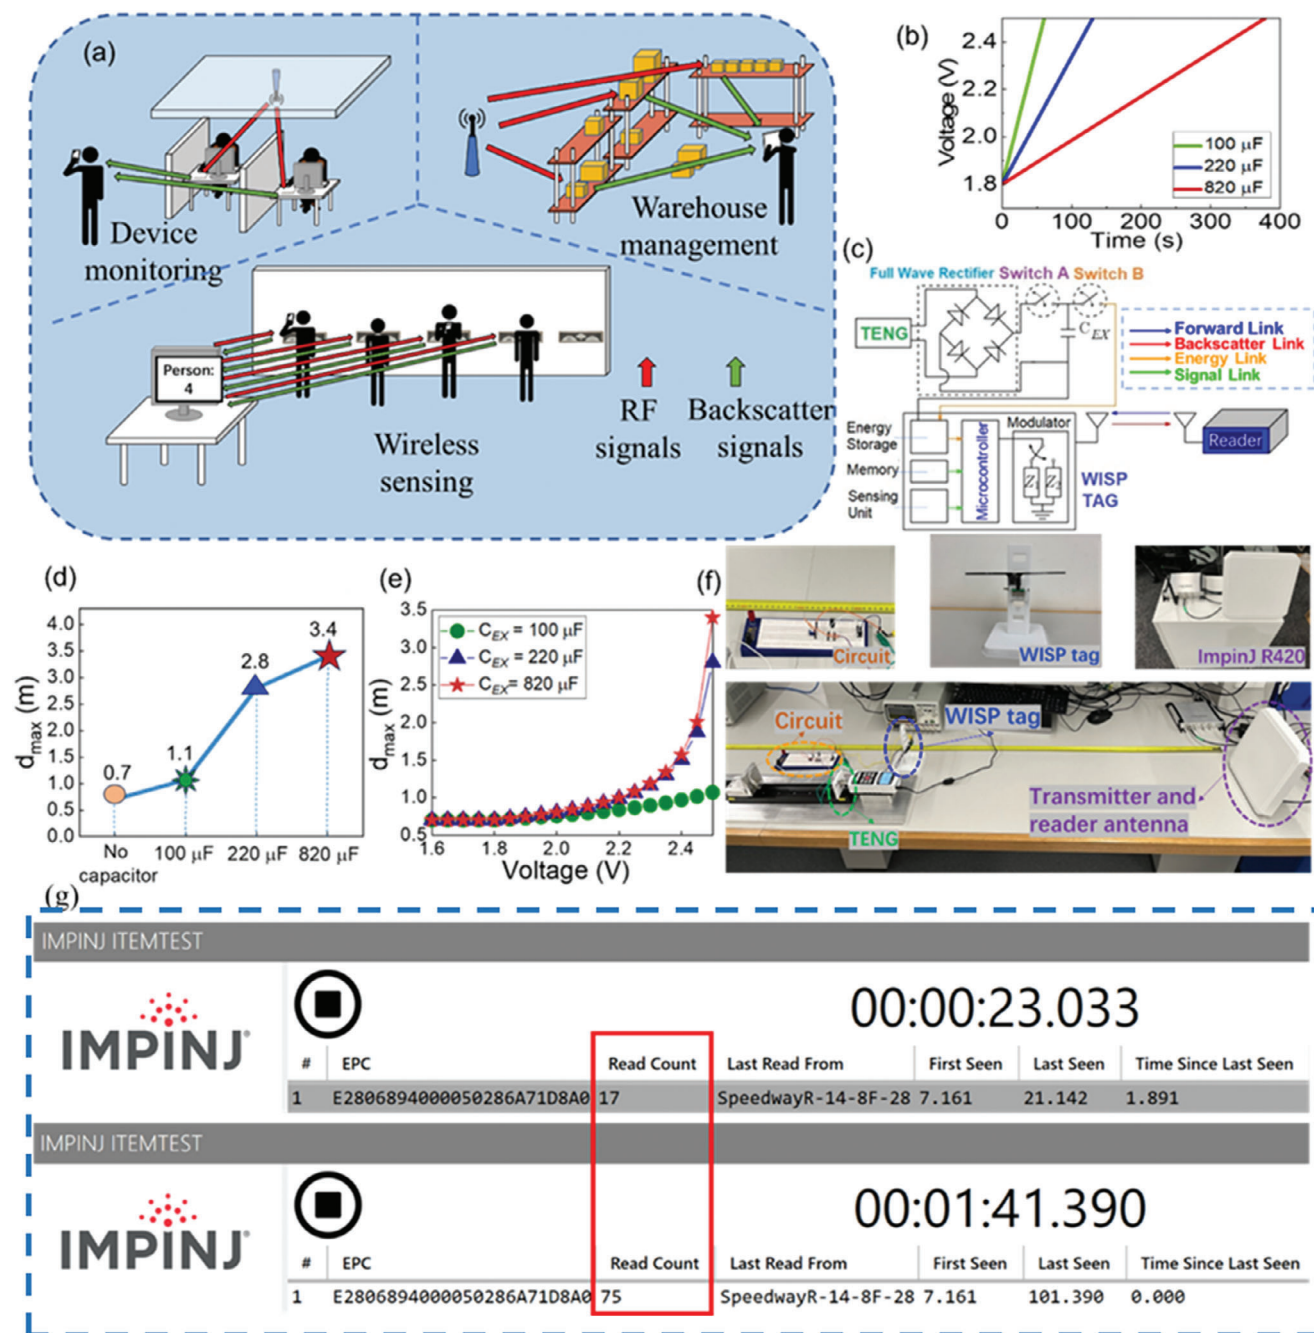 (a)
Device
monitoring
Warehouse
management
Person:
4
Wireless
sensing
RF
signals
Backscatter
signals
(b)
Voltage (V)
2.4
2.2
2.0
1.8
100 μF
220 μF
820 μF
0 100 200 300 400
Time (s)
(c)
Full Wave Rectifier Switch A Switch B
TENG
C_EX
Forward Link
Backscatter Link
Energy Link
Signal Link
Energy
Storage
Memory
Sensing
Unit
Microcontroller
Modulator
Z1 Z2
WISP
TAG
Reader
(d)
d_max (m)
4.0
3.5
3.0
2.5
2.0
1.5
1.0
0.5
0.0
0.7
1.1
2.8
3.4
No
capacitor
100 μF 220 μF 820 μF
(e)
d_max (m)
3.5
3.0
2.5
2.0
1.5
1.0
0.5
C_EX = 100 μF
C_EX = 220 μF
C_EX = 820 μF
1.6 1.8 2.0 2.2 2.4
Voltage (V)
(f)
Circuit
WISP tag
ImpinJ R420
Circuit
WISP tag
TENG
Transmitter and
reader antenna
(g)
IMPINJ ITEMTEST
IMPINJ
00:00:23.033
# EPC Read Count Last Read From First Seen Last Seen Time Since Last Seen
1 E2806894000050286A71D8A0 17 SpeedwayR-14-8F-28 7.161 21.142 1.891
IMPINJ ITEMTEST
IMPINJ
00:01:41.390
# EPC Read Count Last Read From First Seen Last Seen Time Since Last Seen
1 E2806894000050286A71D8A0 75 SpeedwayR-14-8F-28 7.161 101.390 0.000